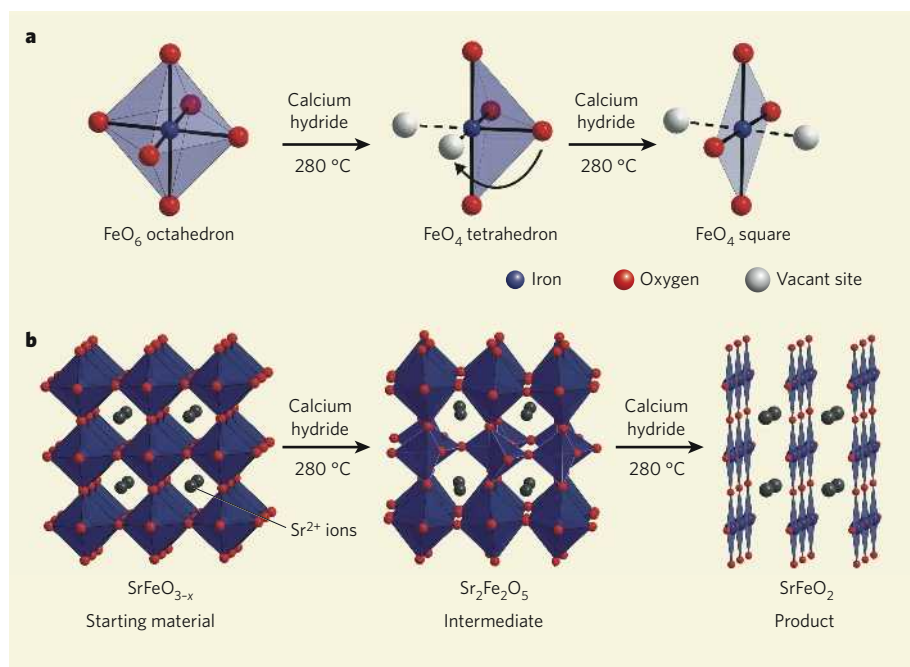 a
Calcium
hydride
280 °C
Calcium
hydride
280 °C
FeO₆ octahedron
FeO₄ tetrahedron
FeO₄ square
Iron
Oxygen
Vacant site
b
Calcium
hydride
280 °C
Calcium
hydride
280 °C
Sr²⁺ ions
SrFeO₃₋ₓ
Sr₂Fe₂O₅
SrFeO₂
Starting material
Intermediate
Product